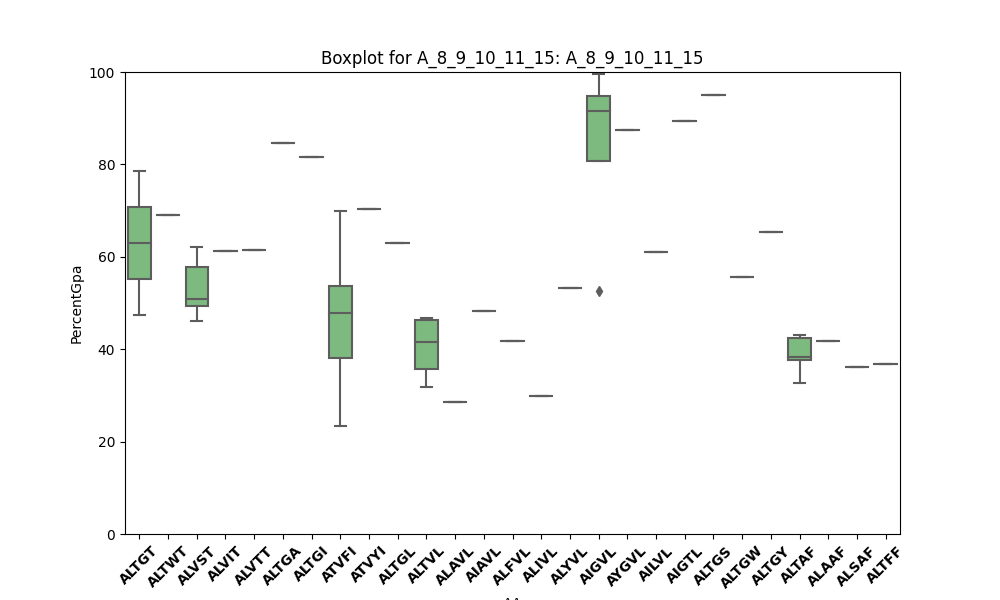 Boxplot for A_8_9_10_11_15: A_8_9_10_11_15
PercentGpa
100
80
60
40
20
0
ALTGT
ALTWT
ALVST
ALVIT
ALVTT
ALTGA
ALTGI
ATVFI
ATVYI
ALTGL
ALTVL
ALAVL
AIAVL
ALFVL
ALIVL
ALYVL
AIGVL
AYGVL
AILVL
AIGTL
ALTGS
ALTGW
ALTGY
ALTAF
ALAAF
ALSAF
ALTFF